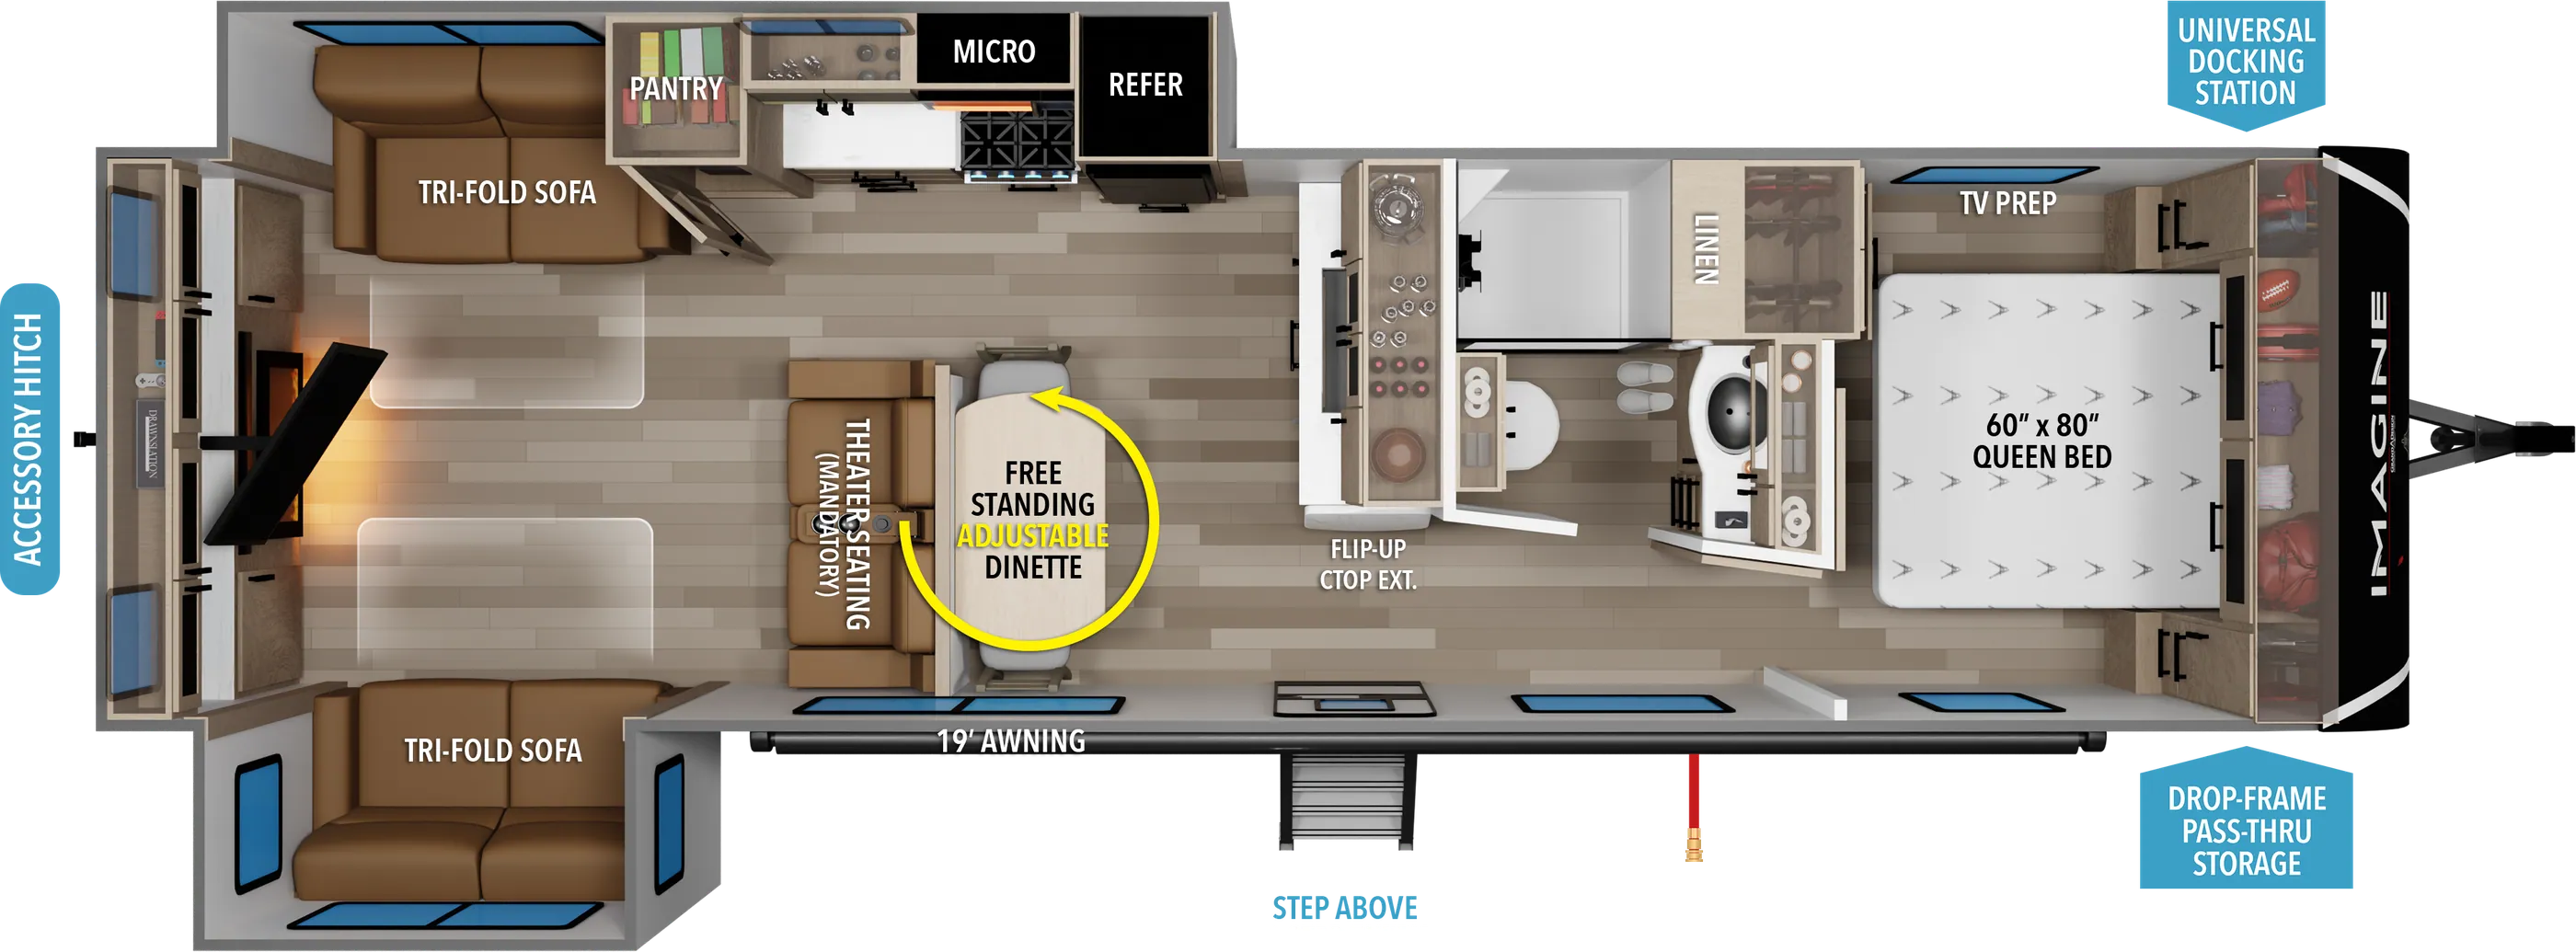 UNIVERSAL
DOCKING
STATION
MICRO
REFER
PANTRY
TRI-FOLD SOFA
TV PREP
LINEN
ACCESSORY HITCH
IMAGINE
60” x 80”
QUEEN BED
THEATER SEATING
(MANDATORY)
FREE
STANDING
ADJUSTABLE
DINETTE
FLIP-UP
CTOP EXT.
TRI-FOLD SOFA
19’ AWNING
DROP-FRAME
PASS-THRU
STORAGE
STEP ABOVE